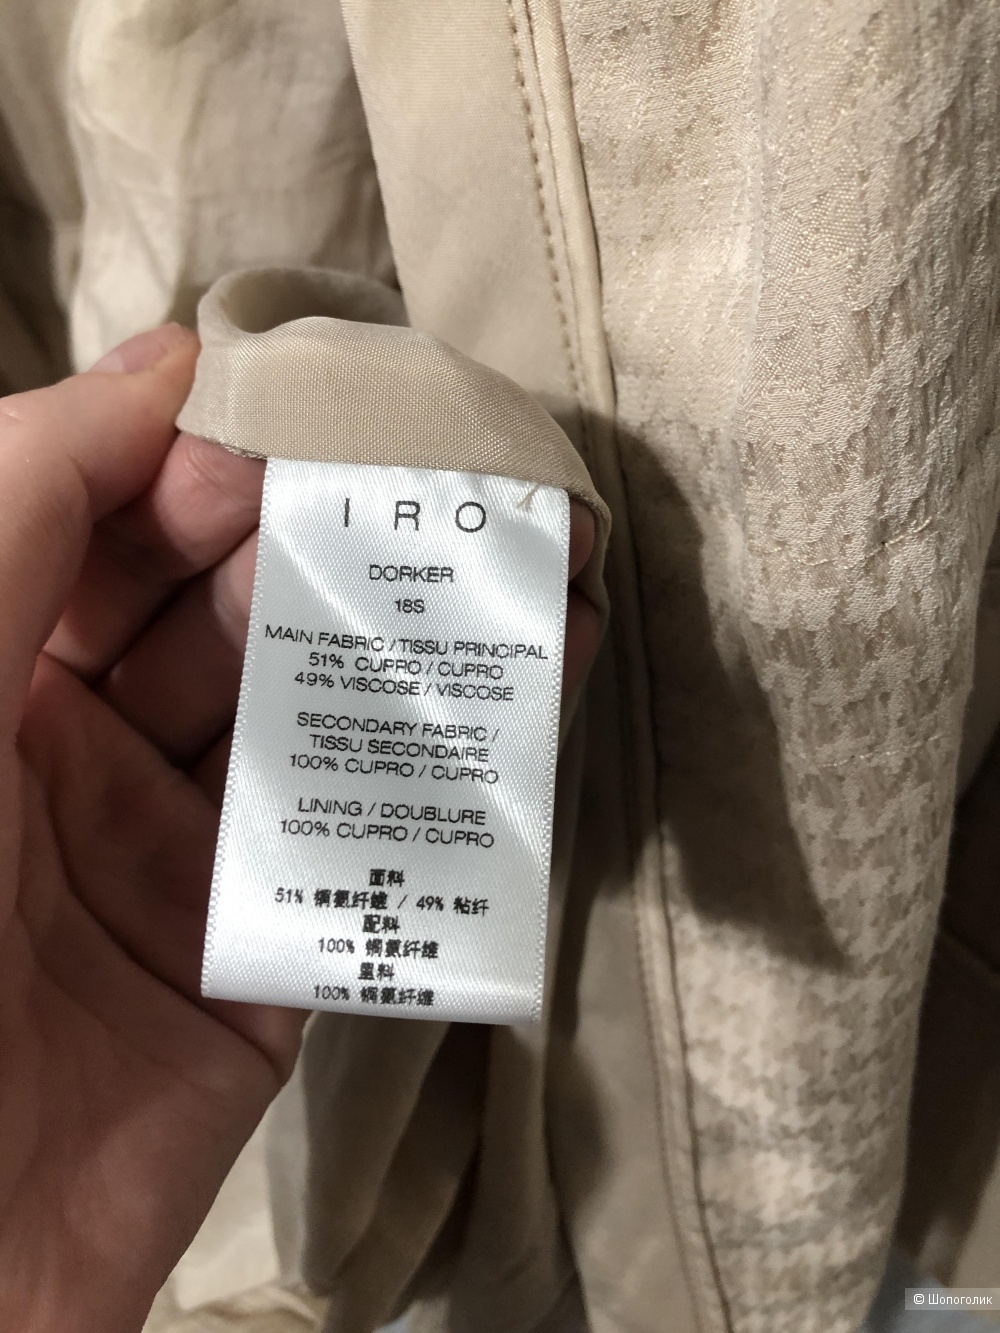 IRO
DORKER
18S
MAIN FABRIC / TISSU PRINCIPAL
51% CUPRO / CUPRO
49% VISCOSE / VISCOSE
SECONDARY FABRIC /
TISSU SECONDAIRE
100% CUPRO / CUPRO
LINING / DOUBLURE
100% CUPRO / CUPRO
面料
51% 铜氨纤维 / 49% 粘纤
配料
100% 铜氨纤维
里料
100% 铜氨纤维
© Шопоголик